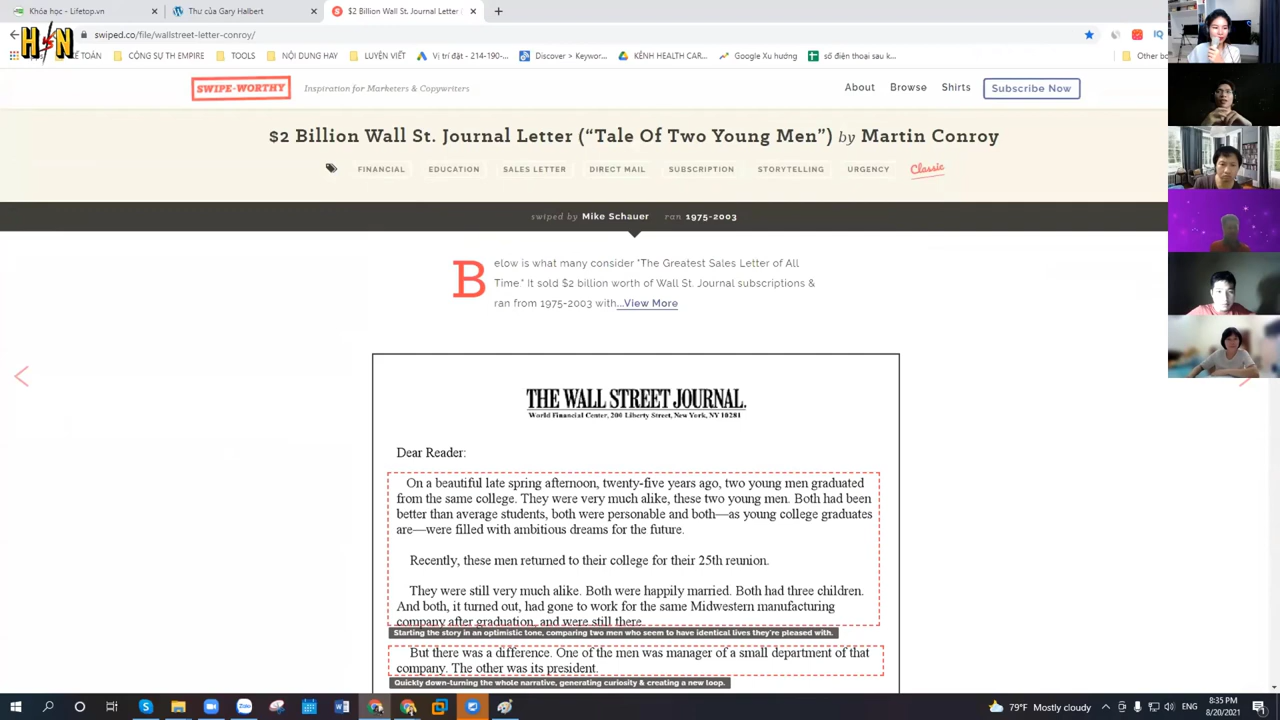 Khóa học - Lifetop.vn
Thư của Gary Halbert
$2 Billion Wall St. Journal Letter
swiped.co/file/wallstreet-letter-conroy/
H N
TOÁN
CỘNG SỰ TH EMPIRE
TOOLS
NỘI DUNG HAY
LUYỆN VIẾT
Vị trí đặt - 214-190-...
Discover > Keywor...
KÊNH HEALTH CAR...
Google Xu hướng
số điện thoại sau k...
Other bo
SWIPE-WORTHY
Inspiration for Marketers & Copywriters
About
Browse
Shirts
Subscribe Now
$2 Billion Wall St. Journal Letter (“Tale Of Two Young Men”) by Martin Conroy
FINANCIAL
EDUCATION
SALES LETTER
DIRECT MAIL
SUBSCRIPTION
STORYTELLING
URGENCY
Classic
swiped by Mike Schauer ran 1975-2003
Below is what many consider "The Greatest Sales Letter of All
Time." It sold $2 billion worth of Wall St. Journal subscriptions &
ran from 1975-2003 with...View More
THE WALL STREET JOURNAL.
World Financial Center, 200 Liberty Street, New York, NY 10281
Dear Reader:
On a beautiful late spring afternoon, twenty-five years ago, two young men graduated
from the same college. They were very much alike, these two young men. Both had been
better than average students, both were personable and both—as young college graduates
are—were filled with ambitious dreams for the future.
Recently, these men returned to their college for their 25th reunion.
They were still very much alike. Both were happily married. Both had three children.
And both, it turned out, had gone to work for the same Midwestern manufacturing
company after graduation, and were still there.
Starting the story in an optimistic tone, comparing two men who seem to have identical lives they're pleased with.
But there was a difference. One of the men was manager of a small department of that
company. The other was its president.
Quickly down-turning the whole narrative, generating curiosity & creating a new loop.
79°F Mostly cloudy
8:35 PM
8/20/2021